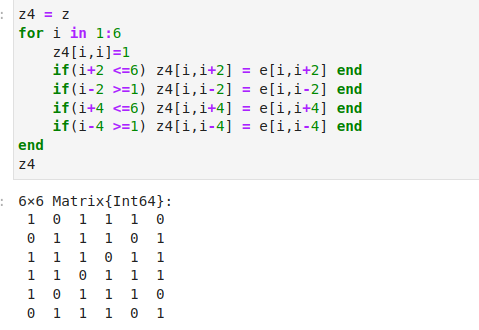 : z4 = z
for i in 1:6
    z4[i,i]=1
    if(i+2 <=6) z4[i,i+2] = e[i,i+2] end
    if(i-2 >=1) z4[i,i-2] = e[i,i-2] end
    if(i+4 <=6) z4[i,i+4] = e[i,i+4] end
    if(i-4 >=1) z4[i,i-4] = e[i,i-4] end
end
z4
: 6×6 Matrix{Int64}:
 1  0  1  1  1  0
 0  1  1  1  0  1
 1  1  1  0  1  1
 1  1  0  1  1  1
 1  0  1  1  1  0
 0  1  1  1  0  1